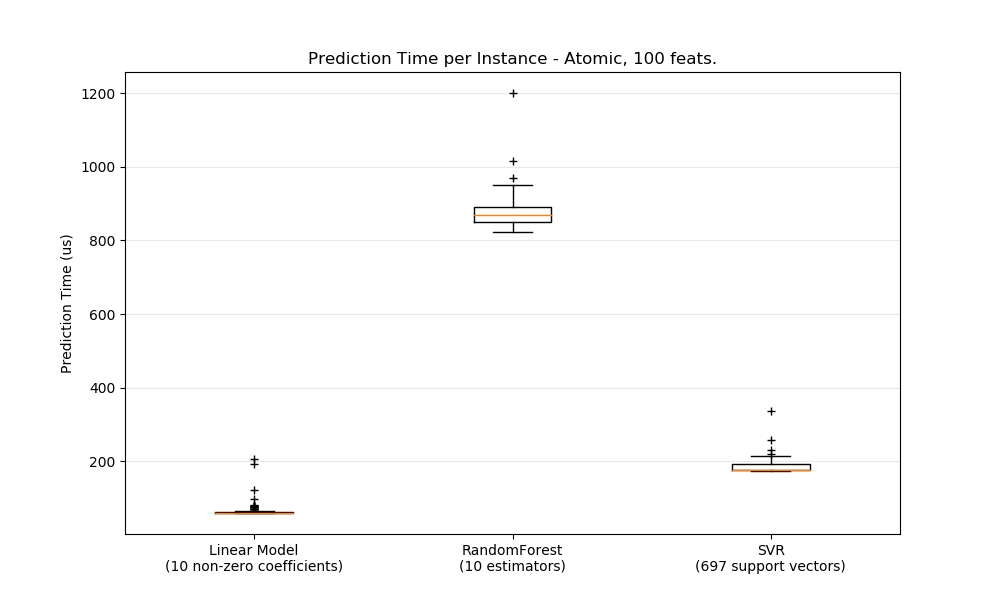 Prediction Time per Instance - Atomic, 100 feats.
1200
1000
800
600
400
200
Prediction Time (us)
Linear Model
(10 non-zero coefficients)
RandomForest
(10 estimators)
SVR
(697 support vectors)